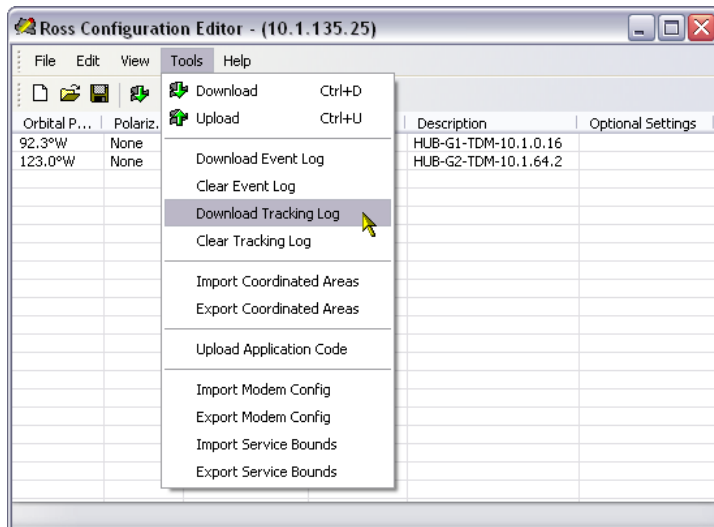 Ross Configuration Editor - (10.1.135.25)
File Edit View Tools Help
Download Ctrl+D
Upload Ctrl+U
Download Event Log
Clear Event Log
Download Tracking Log
Clear Tracking Log
Import Coordinated Areas
Export Coordinated Areas
Upload Application Code
Import Modem Config
Export Modem Config
Import Service Bounds
Export Service Bounds
Orbital P... Polariz. Description Optional Settings
92.3°W None HUB-G1-TDM-10.1.0.16
123.0°W None HUB-G2-TDM-10.1.64.2